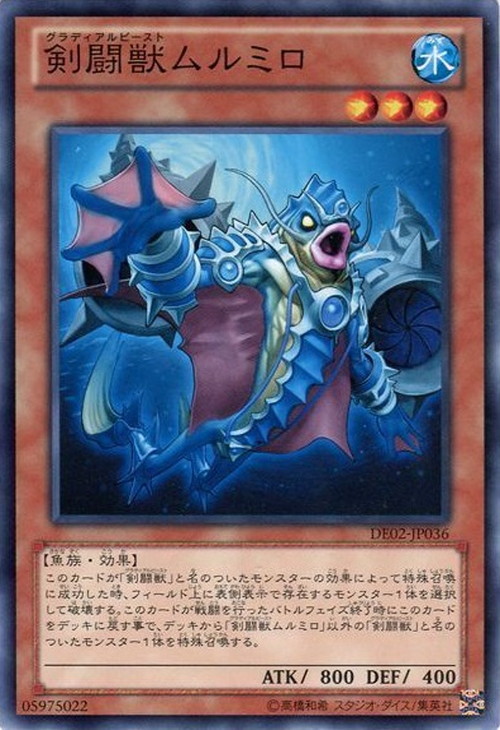 グラディアルビースト
剣闘獣ムルミロ
みず
水
DE02-JP036
【魚族・効果】
このカードが「剣闘獣」と名のついたモンスターの効果によって特殊召喚
に成功した時、フィールド上に表側表示で存在するモンスター1体を選択
して破壊する。このカードが戦闘を行ったバトルフェイズ終了時にこのカード
をデッキに戻す事で、デッキから「剣闘獣ムルミロ」以外の「剣闘獣」と名の
ついたモンスター1体を特殊召喚する。
ATK/ 800 DEF/ 400
05975022
©高橋和希 スタジオ・ダイス/集英社